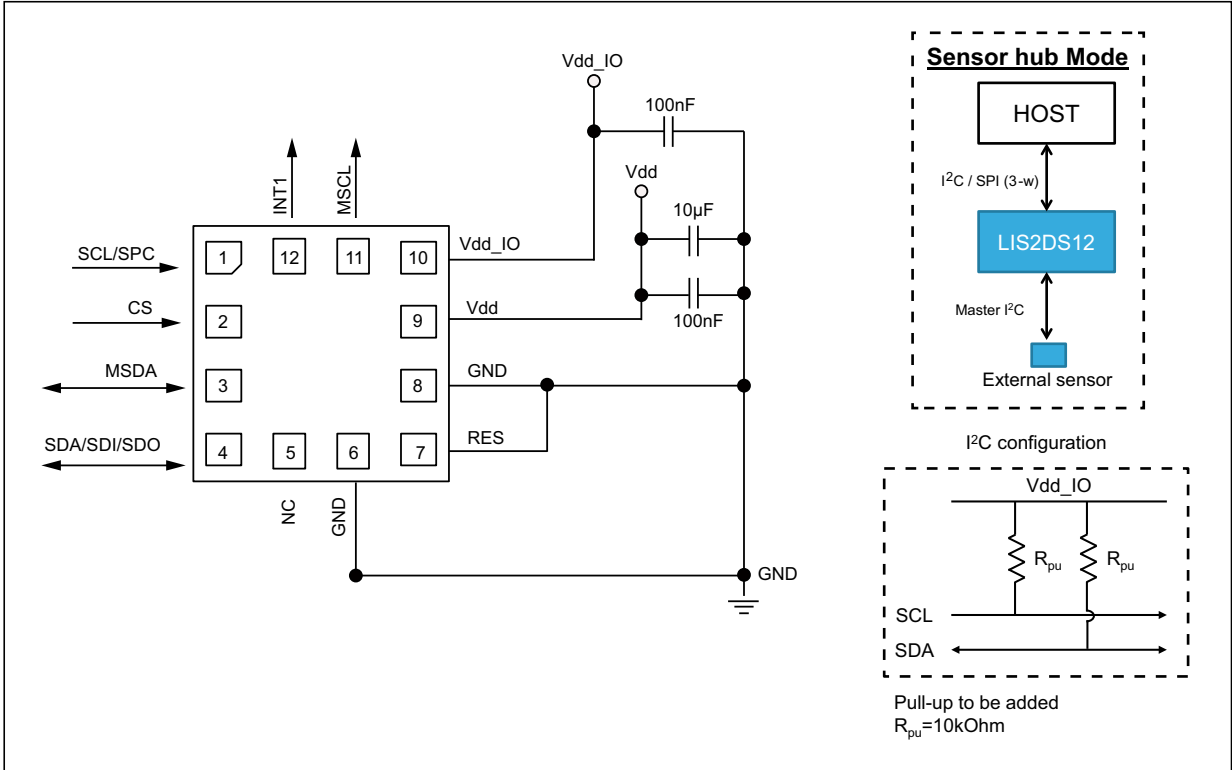 Vdd_IO
100nF
Vdd
10µF
100nF
INT1
MSCL
SCL/SPC
CS
MSDA
SDA/SDI/SDO
1
12
11
10
2
9
3
8
4
5
6
7
Vdd_IO
Vdd
GND
RES
NC
GND
GND
Sensor hub Mode
HOST
I²C / SPI (3-w)
LIS2DS12
Master I²C
External sensor
I²C configuration
Vdd_IO
Rpu
Rpu
SCL
SDA
Pull-up to be added
Rpu=10kOhm